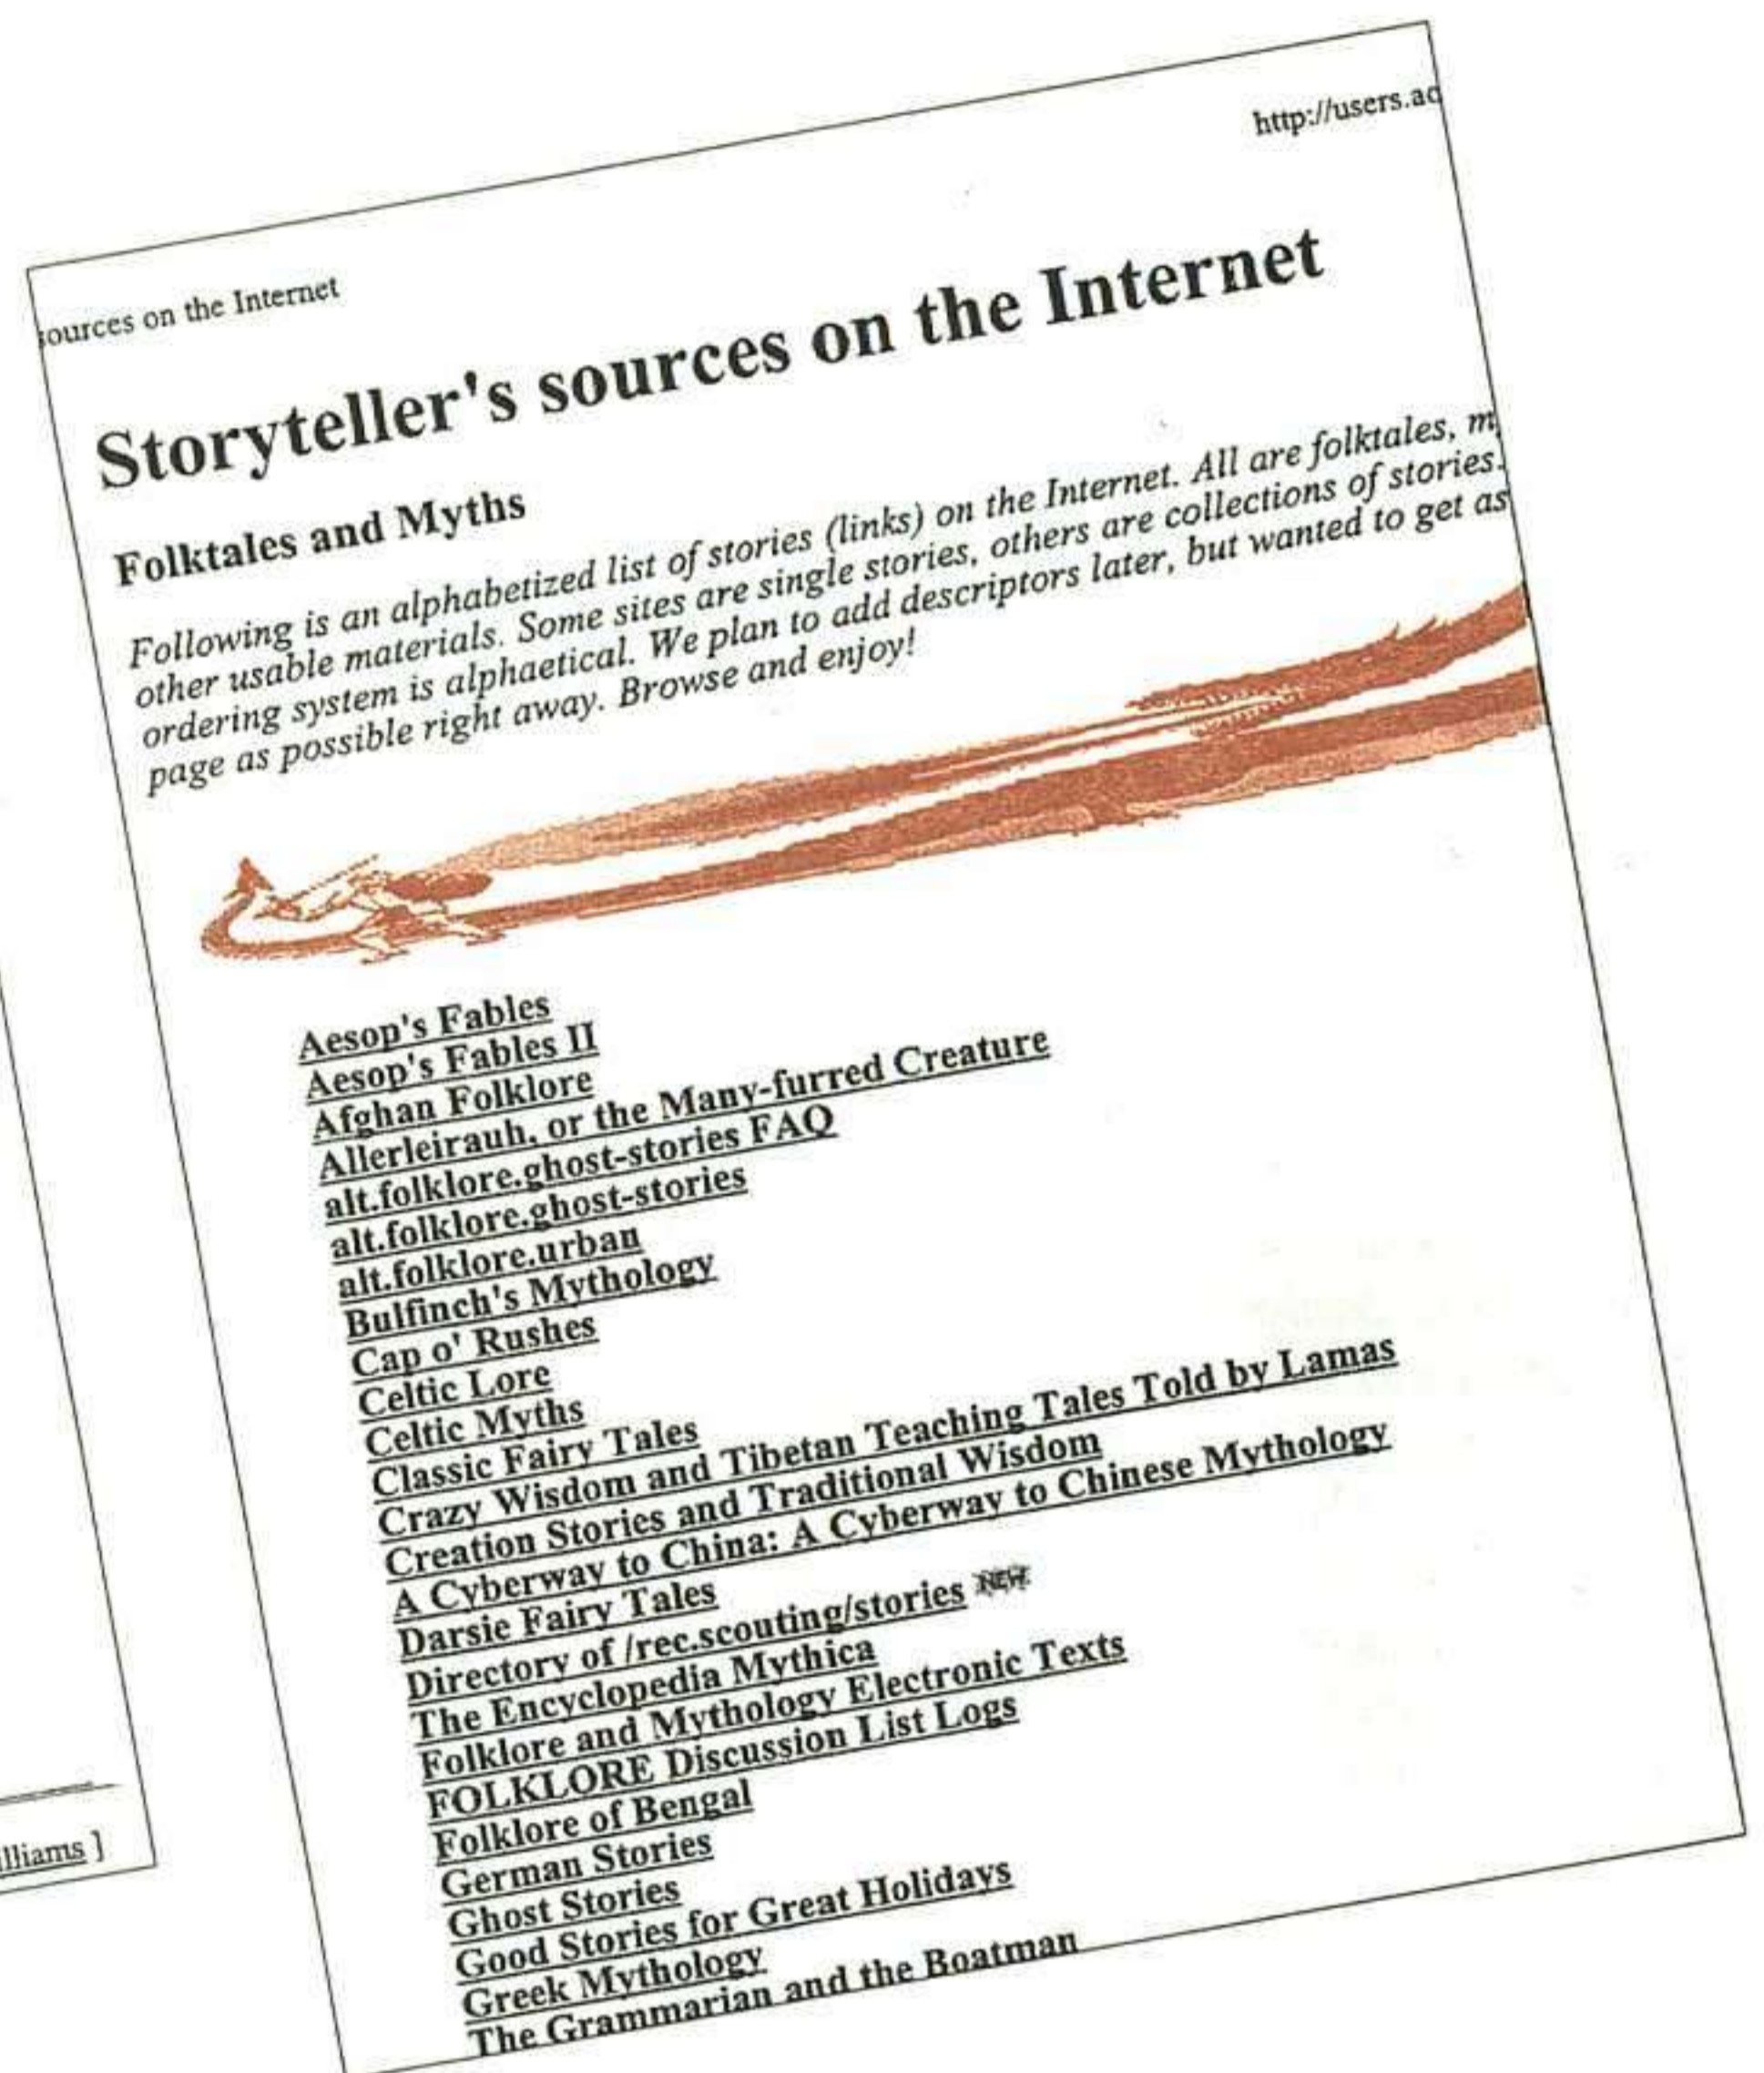 http://users.ac
sources on the Internet
Storyteller's sources on the Internet
Folktales and Myths
Following is an alphabetized list of stories (links) on the Internet. All are folktales, m
other usable materials. Some sites are single stories, others are collections of stories.
ordering system is alphaetical. We plan to add descriptors later, but wanted to get as
page as possible right away. Browse and enjoy!
Aesop's Fables
Aesop's Fables II
Afghan Folklore
Allerleirauh, or the Many-furred Creature
alt.folklore.ghost-stories FAQ
alt.folklore.ghost-stories
alt.folklore.urban
Bulfinch's Mythology
Cap o' Rushes
Celtic Lore
Celtic Myths
Classic Fairy Tales
Crazy Wisdom and Tibetan Teaching Tales Told by Lamas
Creation Stories and Traditional Wisdom
A Cyberway to China: A Cyberway to Chinese Mythology
Darsie Fairy Tales
Directory of /rec.scouting/stories NEW
The Encyclopedia Mythica
Folklore and Mythology Electronic Texts
FOLKLORE Discussion List Logs
Folklore of Bengal
German Stories
Ghost Stories
Good Stories for Great Holidays
Greek Mythology
The Grammarian and the Boatman
lliams ]